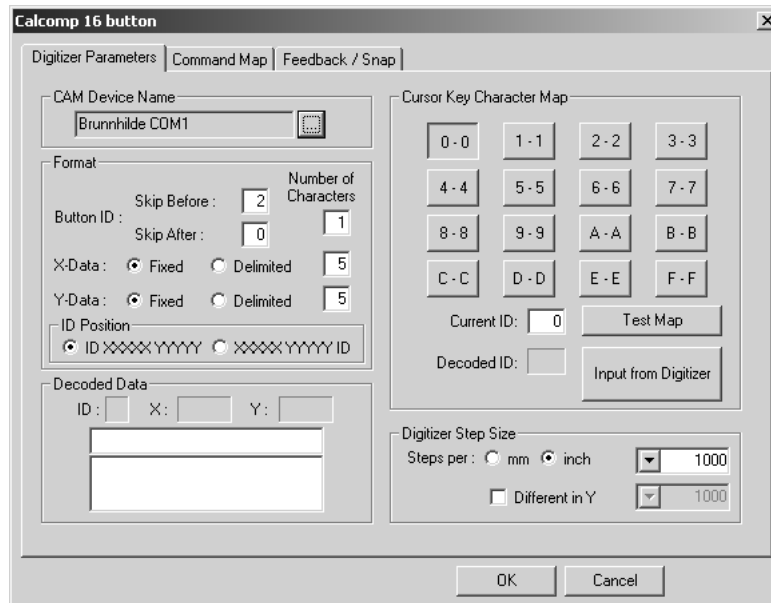 Calcomp 16 button
Digitizer Parameters Command Map Feedback / Snap
CAM Device Name
Brunnhilde COM1
...
Format
Number of
Characters
Button ID :
Skip Before : 2
1
Skip After : 0
X-Data : Fixed Delimited 5
Y-Data : Fixed Delimited 5
ID Position
ID XXXXX YYYYY XXXXX YYYYY ID
Decoded Data
ID : X : Y :
Cursor Key Character Map
0 - 0 1 - 1 2 - 2 3 - 3
4 - 4 5 - 5 6 - 6 7 - 7
8 - 8 9 - 9 A - A B - B
C - C D - D E - E F - F
Current ID: 0 Test Map
Decoded ID: Input from Digitizer
Digitizer Step Size
Steps per : mm inch 1000
Different in Y 1000
OK Cancel